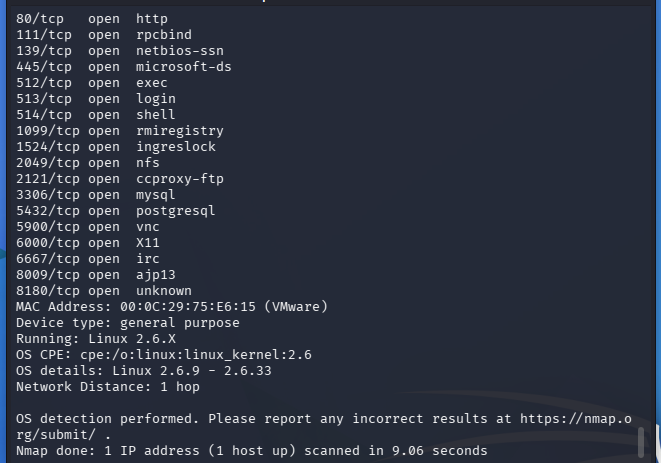 80/tcp   open  http
111/tcp  open  rpcbind
139/tcp  open  netbios-ssn
445/tcp  open  microsoft-ds
512/tcp  open  exec
513/tcp  open  login
514/tcp  open  shell
1099/tcp open  rmiregistry
1524/tcp open  ingreslock
2049/tcp open  nfs
2121/tcp open  ccproxy-ftp
3306/tcp open  mysql
5432/tcp open  postgresql
5900/tcp open  vnc
6000/tcp open  X11
6667/tcp open  irc
8009/tcp open  ajp13
8180/tcp open  unknown
MAC Address: 00:0C:29:75:E6:15 (VMware)
Device type: general purpose
Running: Linux 2.6.X
OS CPE: cpe:/o:linux:linux_kernel:2.6
OS details: Linux 2.6.9 - 2.6.33
Network Distance: 1 hop
OS detection performed. Please report any incorrect results at https://nmap.o
rg/submit/ .
Nmap done: 1 IP address (1 host up) scanned in 9.06 seconds